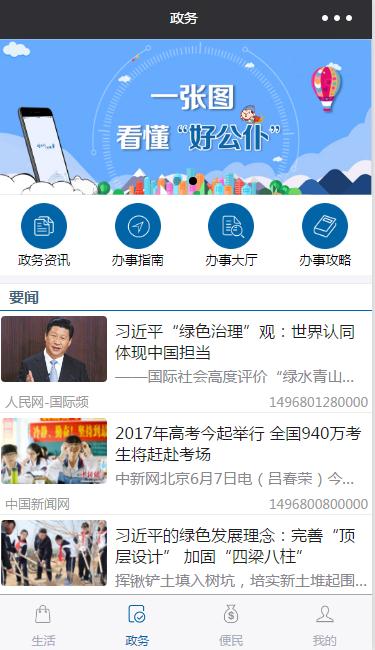 政务
一张图
看懂“好公仆”
政务资讯
办事指南
办事大厅
办事攻略
要闻
习近平“绿色治理”观：世界认同
体现中国担当
——国际社会高度评价“绿水青山...
人民网-国际频
1496801280000
2017年高考今起举行 全国940万考
生将赶赴考场
中新网北京6月7日电（吕春荣）今...
中国新闻网
1496800800000
习近平的绿色发展理念：完善“顶
层设计” 加固“四梁八柱”
挥锹铲土填入树坑，培实新土堆起围...
生活
政务
便民
我的